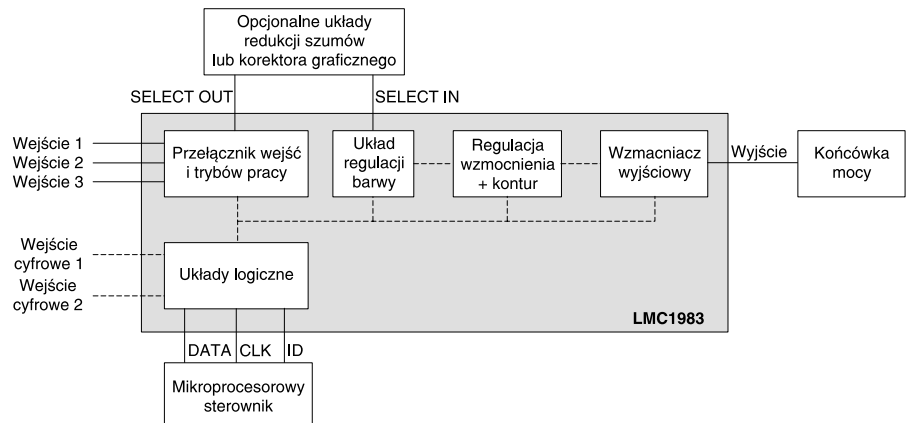 Opcjonalne układy
redukcji szumów
lub korektora graficznego
SELECT OUT
SELECT IN
Wejście 1
Wejście 2
Wejście 3
Przełącznik wejść
i trybów pracy
Układ
regulacji
barwy
Regulacja
wzmocnienia
+ kontur
Wzmacniacz
wyjściowy
Wyjście
Końcówka
mocy
Wejście
cyfrowe 1
Wejście
cyfrowe 2
Układy logiczne
LMC1983
DATA
CLK
ID
Mikroprocesorowy
sterownik